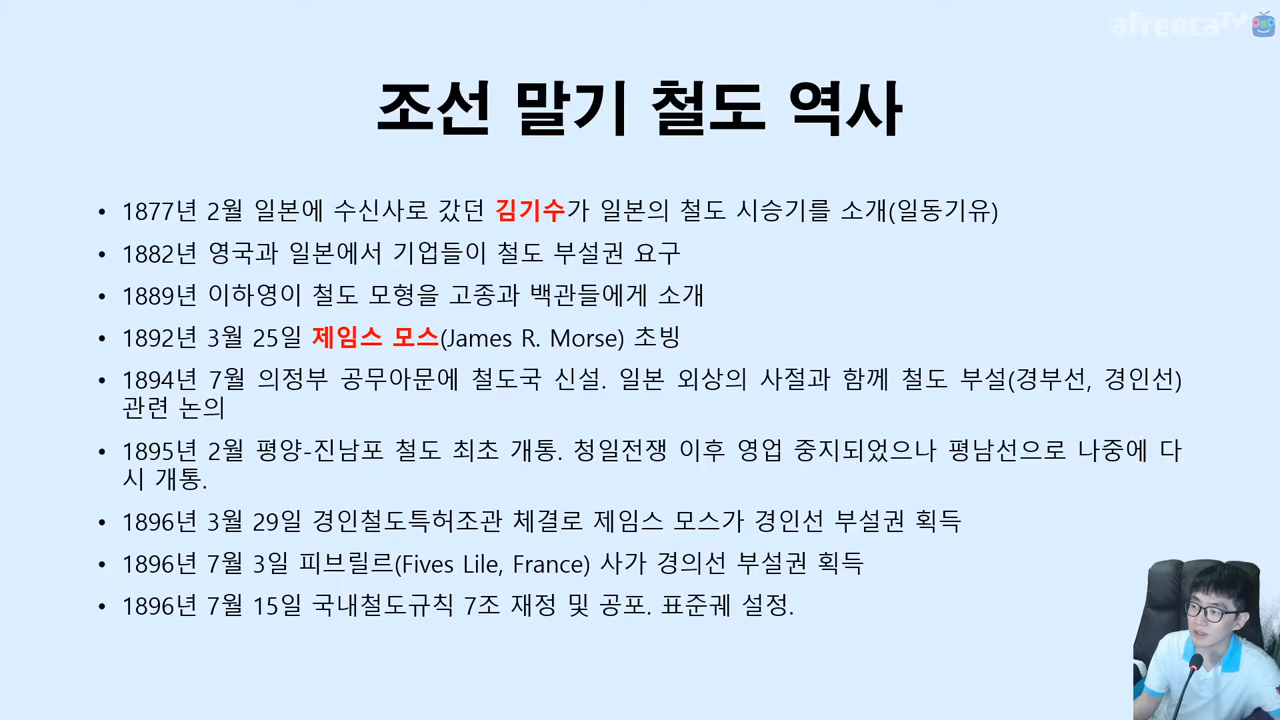 afreecaTV
조선 말기 철도 역사
• 1877년 2월 일본에 수신사로 갔던 김기수가 일본의 철도 시승기를 소개(일동기유)
• 1882년 영국과 일본에서 기업들이 철도 부설권 요구
• 1889년 이하영이 철도 모형을 고종과 백관들에게 소개
• 1892년 3월 25일 제임스 모스(James R. Morse) 초빙
• 1894년 7월 의정부 공무아문에 철도국 신설. 일본 외상의 사절과 함께 철도 부설(경부선, 경인선)
관련 논의
• 1895년 2월 평양-진남포 철도 최초 개통. 청일전쟁 이후 영업 중지되었으나 평남선으로 나중에 다
시 개통.
• 1896년 3월 29일 경인철도특허조관 체결로 제임스 모스가 경인선 부설권 획득
• 1896년 7월 3일 피브릴르(Fives Lile, France) 사가 경의선 부설권 획득
• 1896년 7월 15일 국내철도규칙 7조 재정 및 공포. 표준궤 설정.